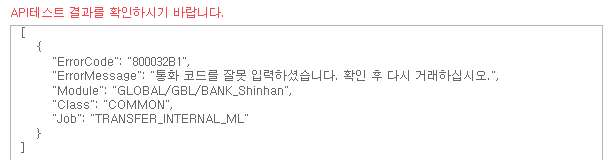 API테스트 결과를 확인하시기 바랍니다.
[
{
"ErrorCode": "800032B1",
"ErrorMessage": "통화 코드를 잘못 입력하셨습니다. 확인 후 다시 거래하십시오.",
"Module": "GLOBAL/GBL/BANK_Shinhan",
"Class": "COMMON",
"Job": "TRANSFER_INTERNAL_ML"
}
]